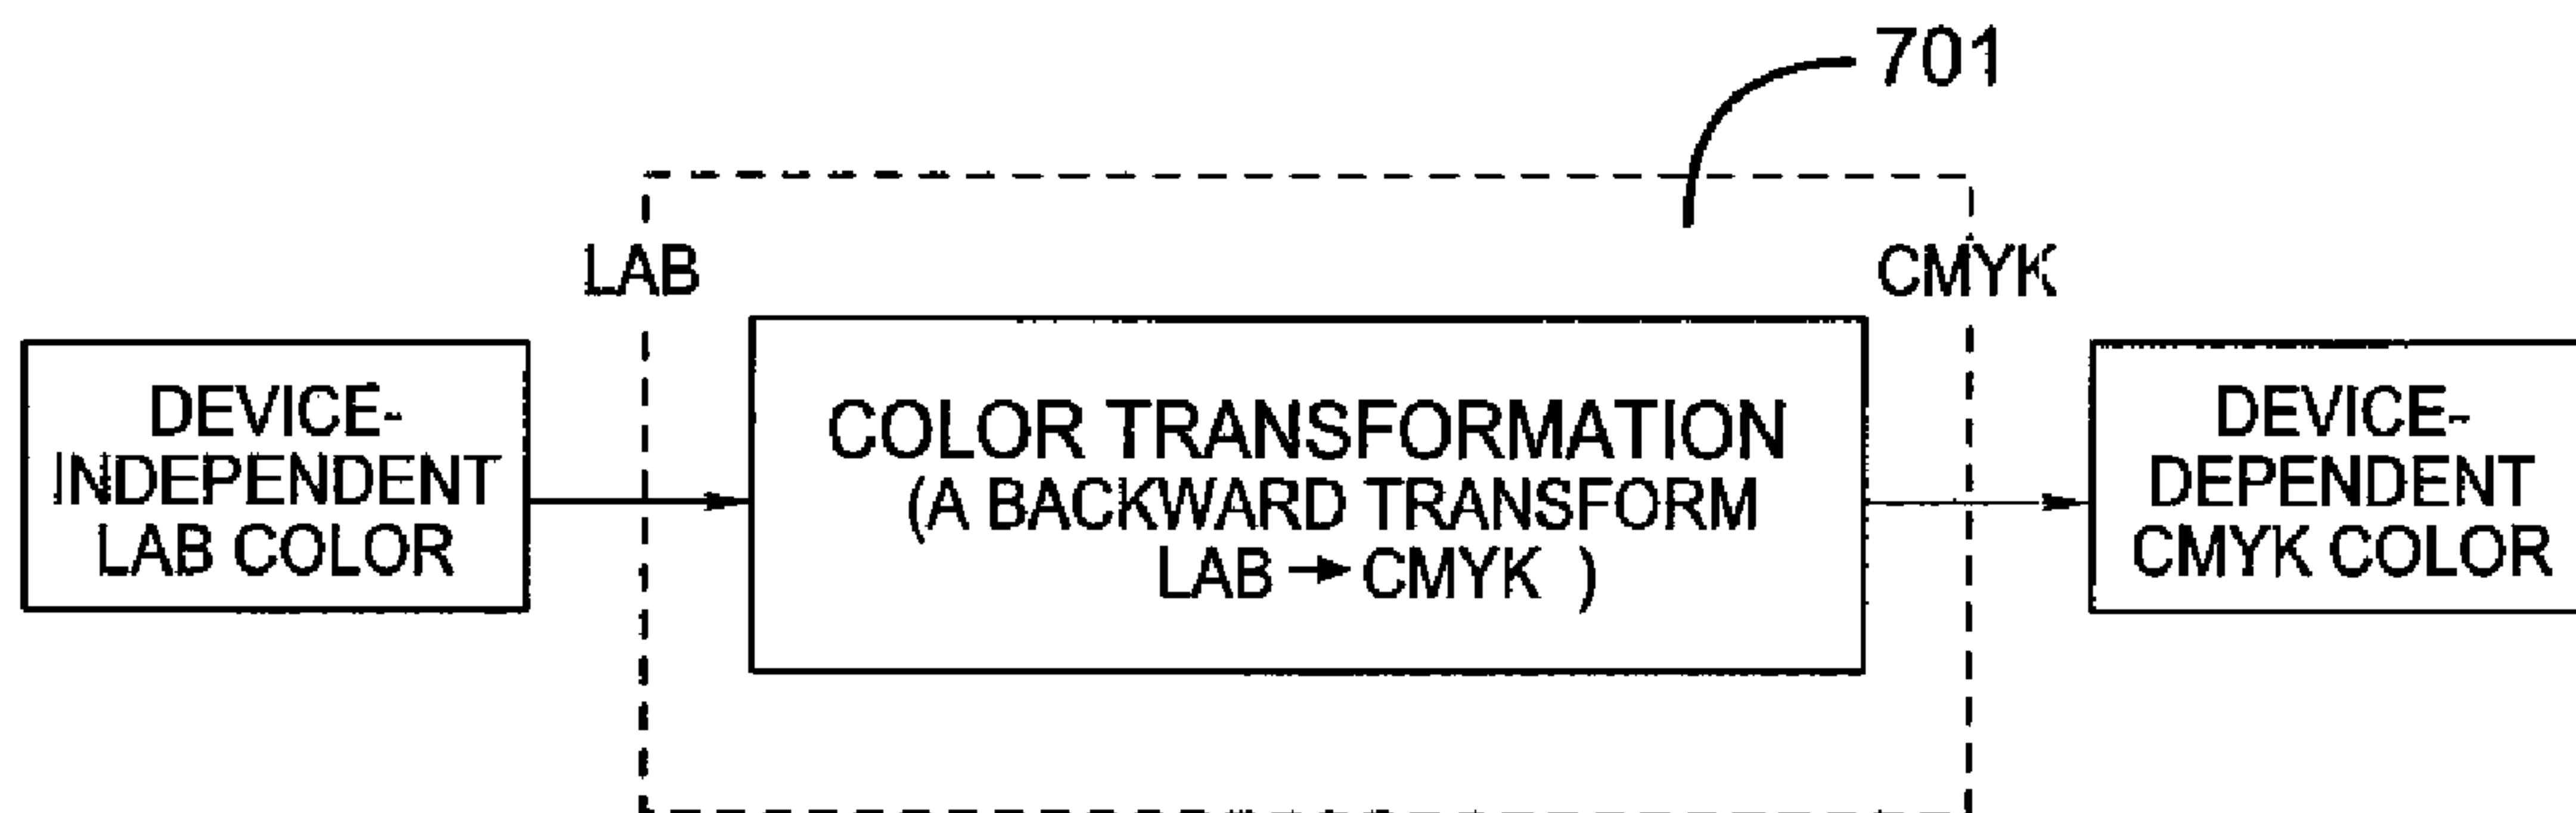 701
LAB
CMYK
DEVICE-
INDEPENDENT
LAB COLOR
COLOR TRANSFORMATION
(A BACKWARD TRANSFORM
LAB → CMYK )
DEVICE-
DEPENDENT
CMYK COLOR